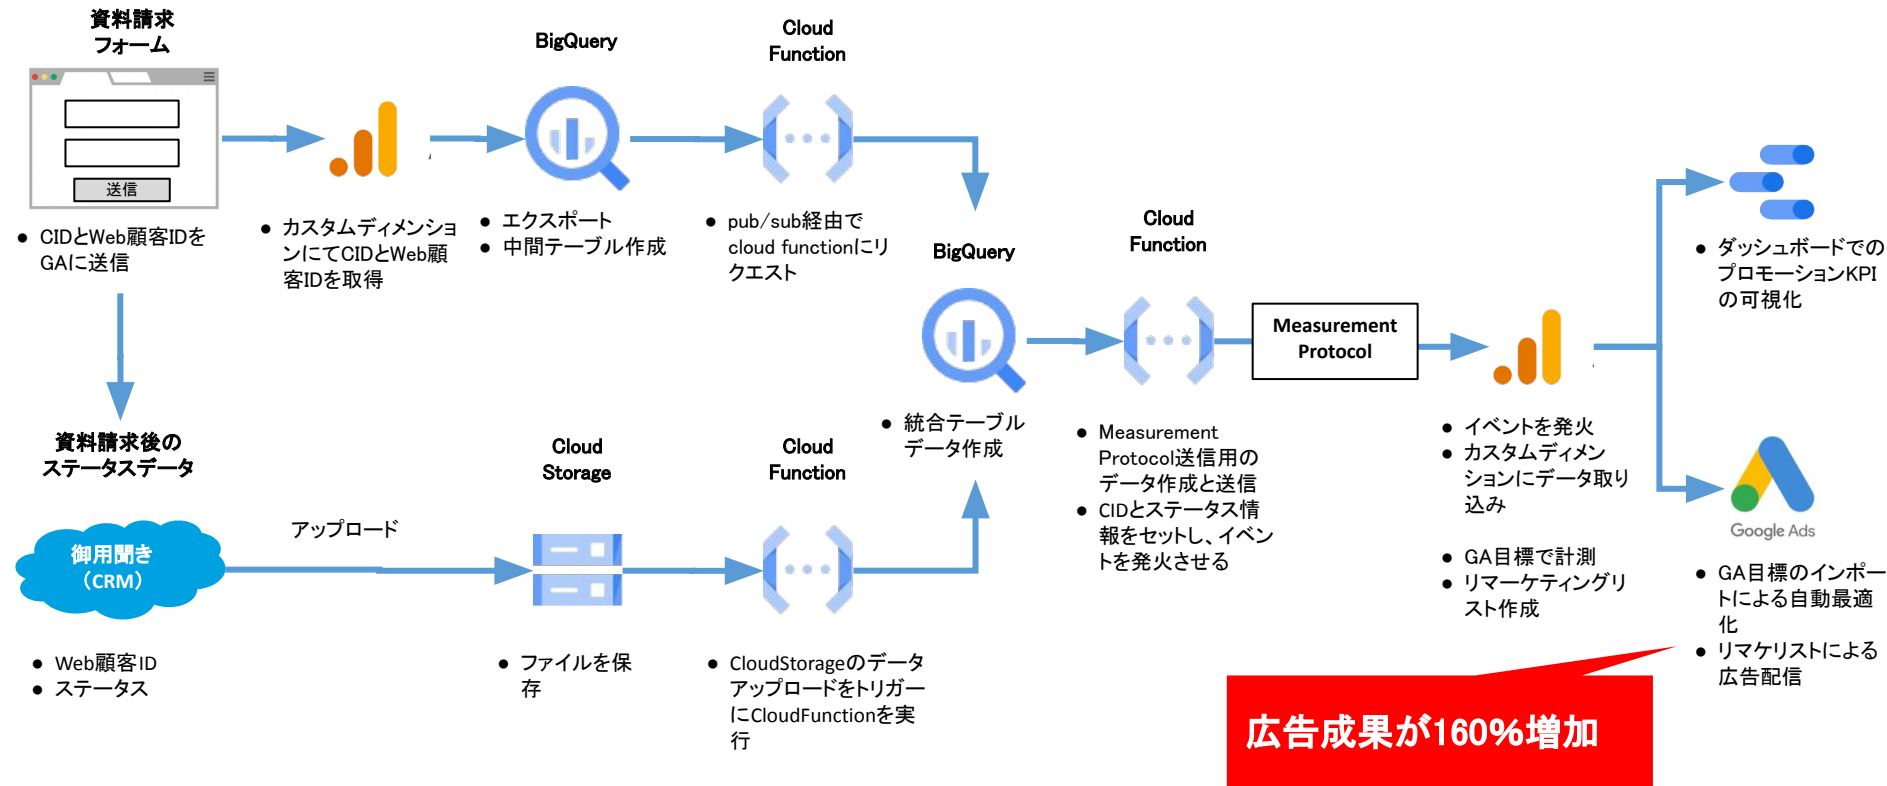 資料請求
フォーム
送信
● CIDとWeb顧客IDを
GAに送信
● カスタムディメンショ
ンにてCIDとWeb顧
客IDを取得
BigQuery
● エクスポート
● 中間テーブル作成
Cloud
Function
● pub/sub経由で
cloud functionにリ
クエスト
資料請求後の
ステータスデータ
御用聞き
（CRM）
● Web顧客ID
● ステータス
アップロード
Cloud
Storage
● ファイルを保
存
Cloud
Function
● CloudStorageのデータ
アップロードをトリガー
にCloudFunctionを実
行
BigQuery
● 統合テーブル
データ作成
Cloud
Function
● Measurement
Protocol送信用の
データ作成と送信
● CIDとステータス情
報をセットし、イベン
トを発火させる
Measurement
Protocol
● イベントを発火
● カスタムディメン
ションにデータ取り
込み
● GA目標で計測
● リマーケティングリ
スト作成
● ダッシュボードでの
プロモーションKPI
の可視化
Google Ads
● GA目標のインポー
トによる自動最適
化
● リマケリストによる
広告配信
広告成果が160%増加